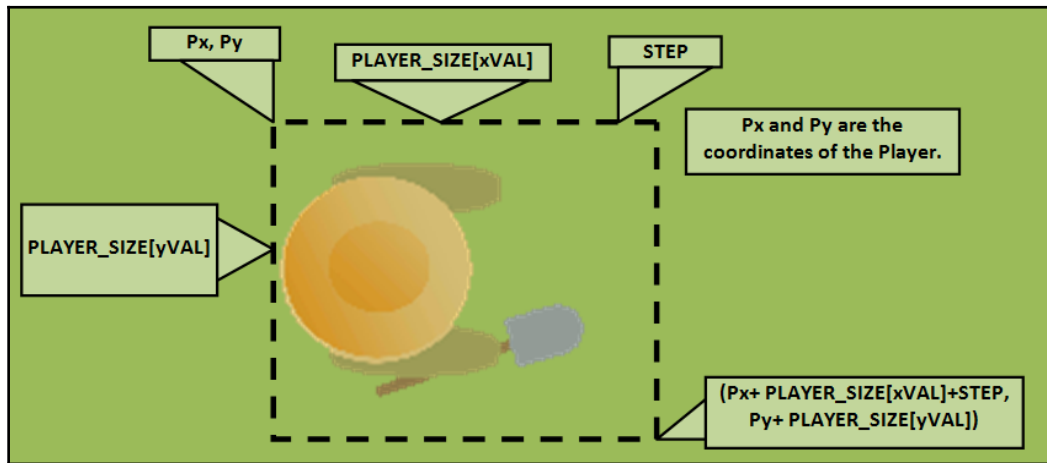 Px, Py
PLAYER_SIZE[xVAL]
STEP
Px and Py are the
coordinates of the Player.
PLAYER_SIZE[yVAL]
(Px+ PLAYER_SIZE[xVAL]+STEP,
Py+ PLAYER_SIZE[yVAL])